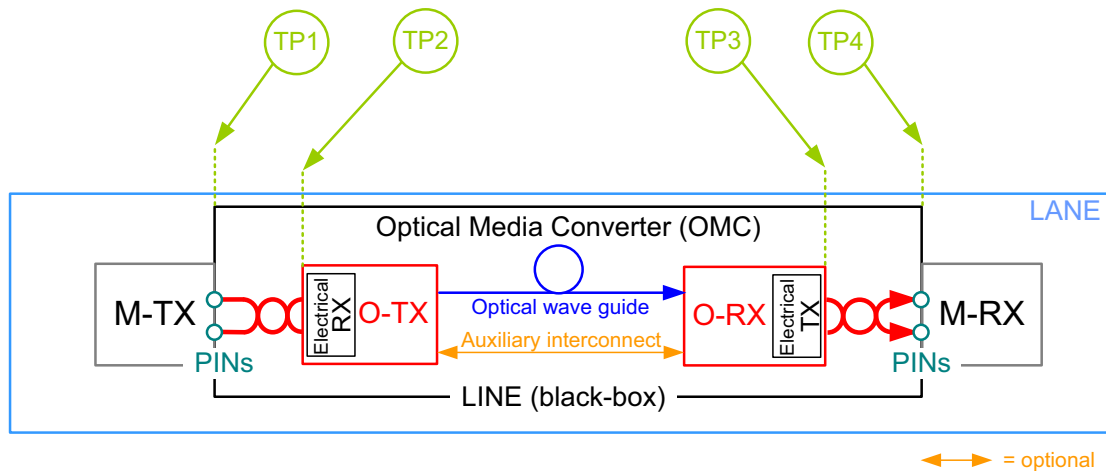 TP1
TP2
TP3
TP4
LANE
Optical Media Converter (OMC)
M-TX
Electrical
RX
O-TX
Optical wave guide
Auxiliary interconnect
O-RX
Electrical
TX
M-RX
PINs
PINs
LINE (black-box)
= optional